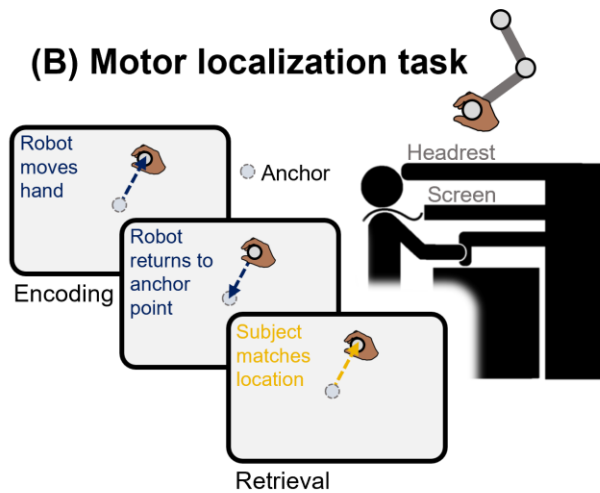 (B) Motor localization task
Robot
moves
hand
Anchor
Headrest
Screen
Encoding
Robot
returns to
anchor
point
Subject
matches
location
Retrieval